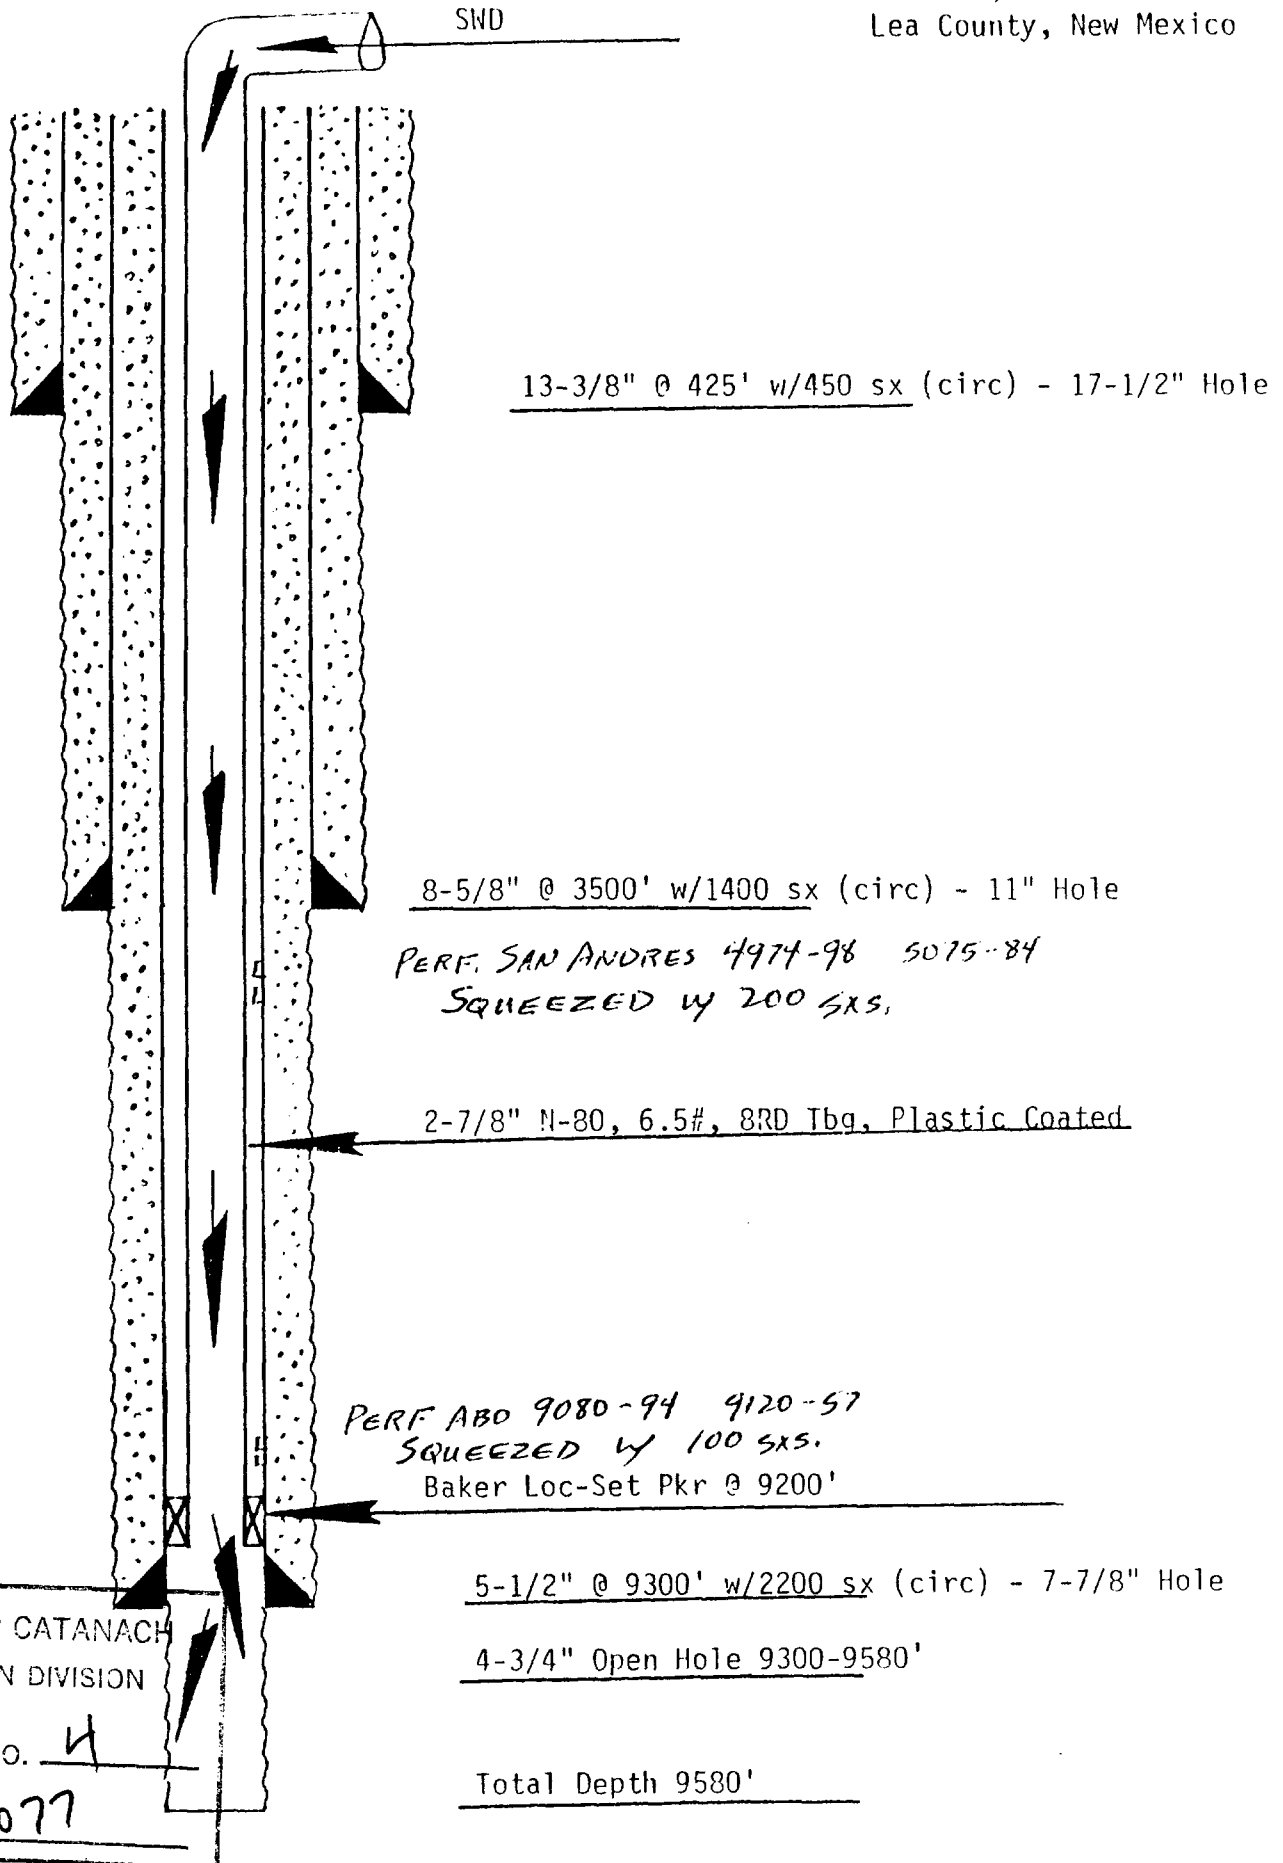 SWD
Lea County, New Mexico
13-3/8" @ 425' w/450 sx (circ) - 17-1/2" Hole
8-5/8" @ 3500' w/1400 sx (circ) - 11" Hole
PERF. SAN ANDRES 4974-98 5075-84
SQUEEZED W/ 200 SXS.
2-7/8" N-80, 6.5#, 8RD Tbg, Plastic Coated
PERF ABO 9080-94 9120-57
SQUEEZED W/ 100 SXS.
Baker Loc-Set Pkr @ 9200'
5-1/2" @ 9300' w/2200 sx (circ) - 7-7/8" Hole
4-3/4" Open Hole 9300-9580'
Total Depth 9580'
CATANACH
N DIVISION
O. 4
077